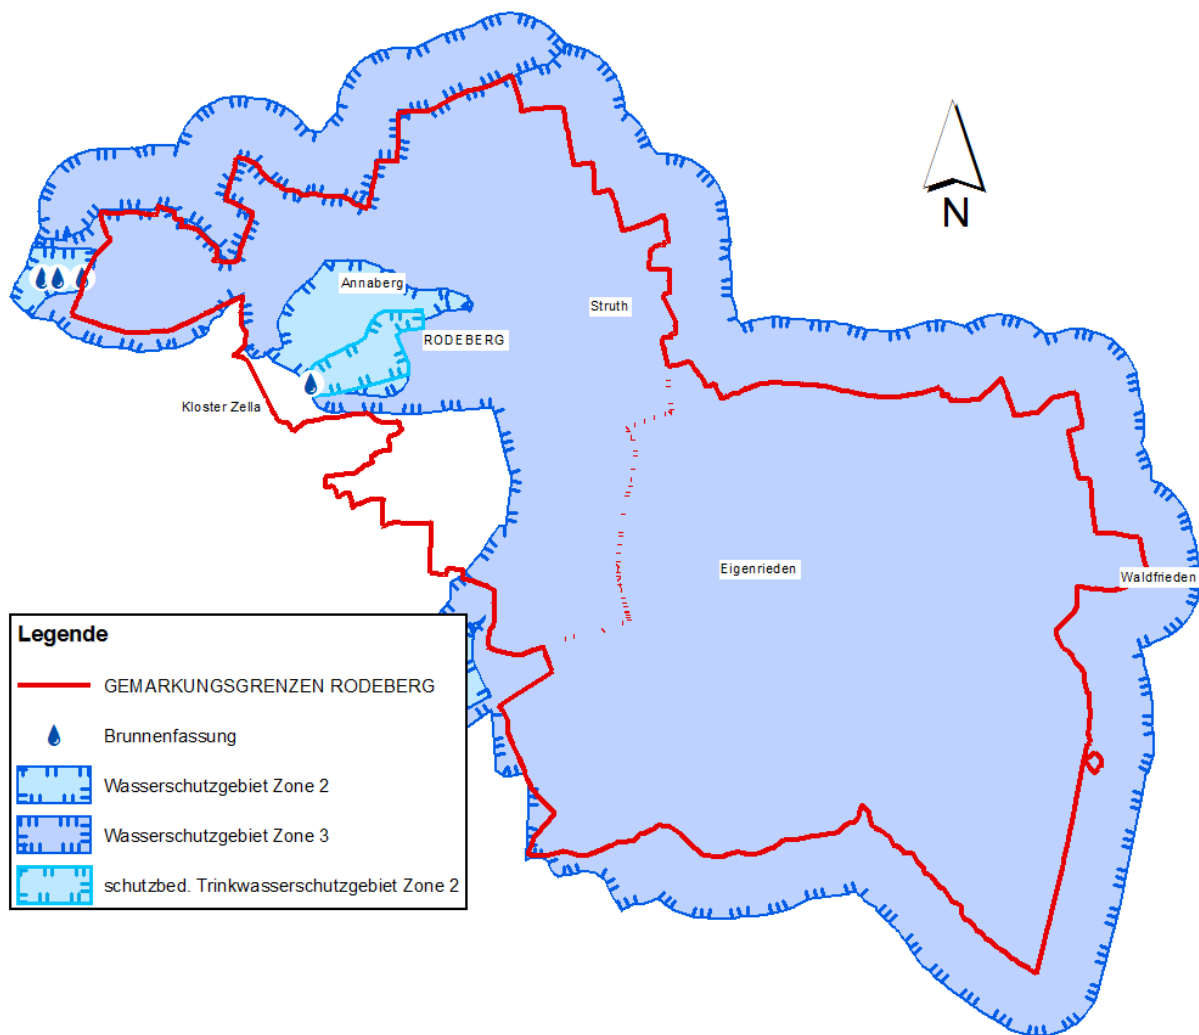 N
Annaberg
Struth
RODEBERG
Kloster Zella
Eigenrieden
Waldfrieden
Legende
GEMARKUNGSGRENZEN RODEBERG
Brunnenfassung
Wasserschutzgebiet Zone 2
Wasserschutzgebiet Zone 3
schutzbed. Trinkwasserschutzgebiet Zone 2